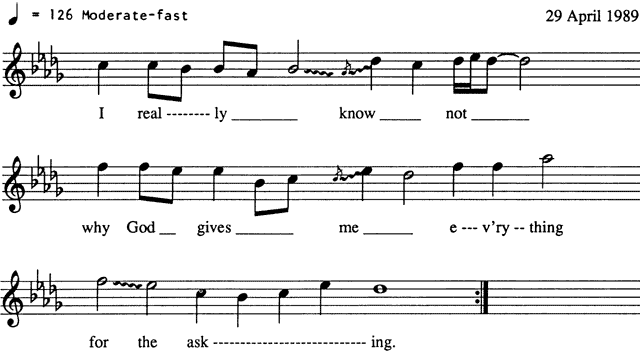 = 126 Moderate-fast 29 April 1989
I real -------- ly ________ know _____ not _______
why God __ gives _______ me ______ e --- v'ry -- thing
for the ask ---------------------------- ing.